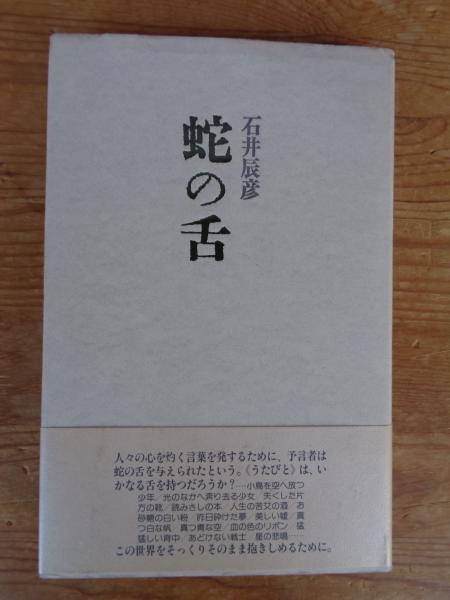 石井辰彦
蛇の舌
人々の心を灼く言葉を発するために、予言者は
蛇の舌を与えられたという。《うたびと》は、い
かなる舌を持つだろうか？…小鳥を空へ放つ
少年／光のなかへ奔り去る少女 失くした片
方の靴／読みさしの本／人生の苦艾の酒 お
砂糖の白い粉 昨日砕けた夢 美しい嘘／真
つ白な帆 真つ青な空／血の色のリボン 猛
猛しい背中／あどけない戦士 星の悲鳴……
この世界をそっくりそのまま抱きしめるために。